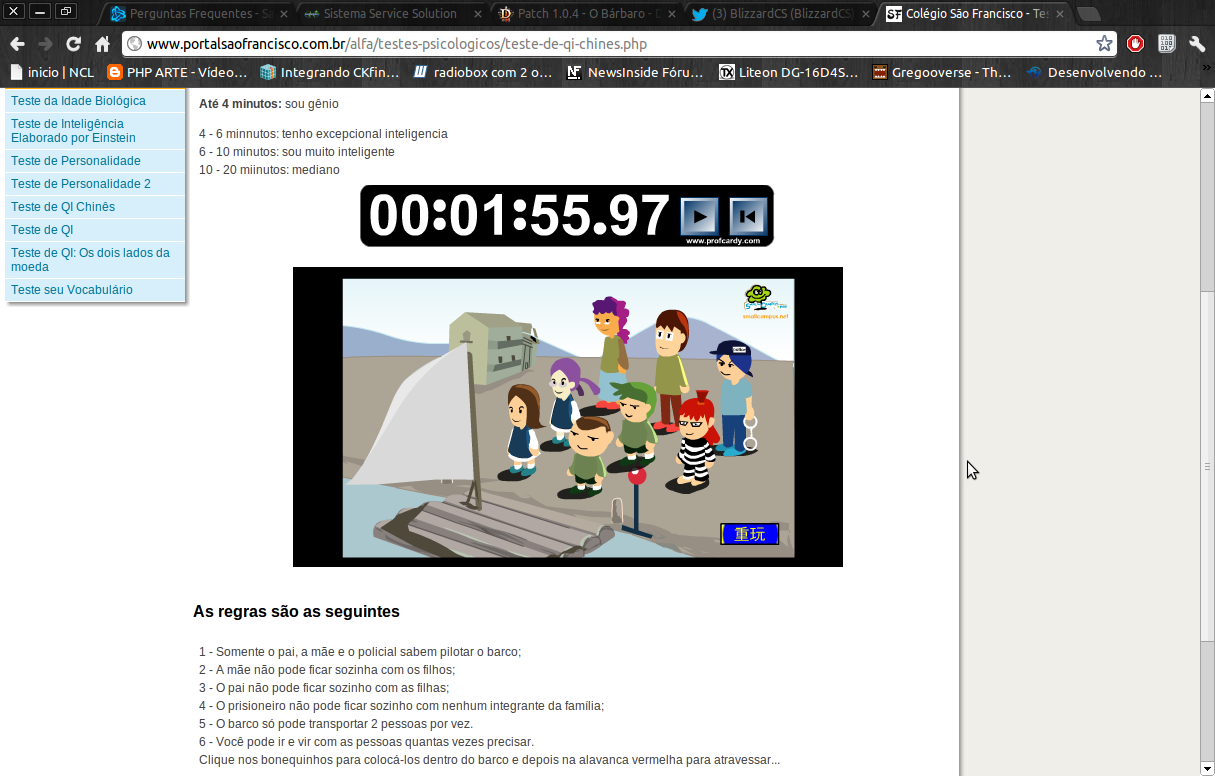 Perguntas Frequentes - Se
Sistema Service Solution
Patch 1.0.4 - O Bárbaro - D
(3) BlizzardCS (BlizzardCS)
Colégio São Francisco - Tes
www.portalsaofrancisco.com.br/alfa/testes-psicologicos/teste-de-qi-chines.php
início | NCL
PHP ARTE - Vídeo...
Integrando CKfin...
radiobox com 2 o...
NewsInside Fóru...
Liteon DG-16D4S...
Gregooverse - Th...
Desenvolvendo ...
Teste da Idade Biológica
Teste de Inteligência
Elaborado por Einstein
Teste de Personalidade
Teste de Personalidade 2
Teste de QI Chinês
Teste de QI
Teste de QI: Os dois lados da
moeda
Teste seu Vocabulário
Até 4 minutos: sou gênio
4 - 6 minnutos: tenho excepcional inteligencia
6 - 10 minutos: sou muito inteligente
10 - 20 miinutos: mediano
00:01:55.97
www.profcardy.com
smallcampus.net
重玩
As regras são as seguintes
1 - Somente o pai, a mãe e o policial sabem pilotar o barco;
2 - A mãe não pode ficar sozinha com os filhos;
3 - O pai não pode ficar sozinho com as filhas;
4 - O prisioneiro não pode ficar sozinho com nenhum integrante da família;
5 - O barco só pode transportar 2 pessoas por vez.
6 - Você pode ir e vir com as pessoas quantas vezes precisar.
Clique nos bonequinhos para colocá-los dentro do barco e depois na alavanca vermelha para atravessar...